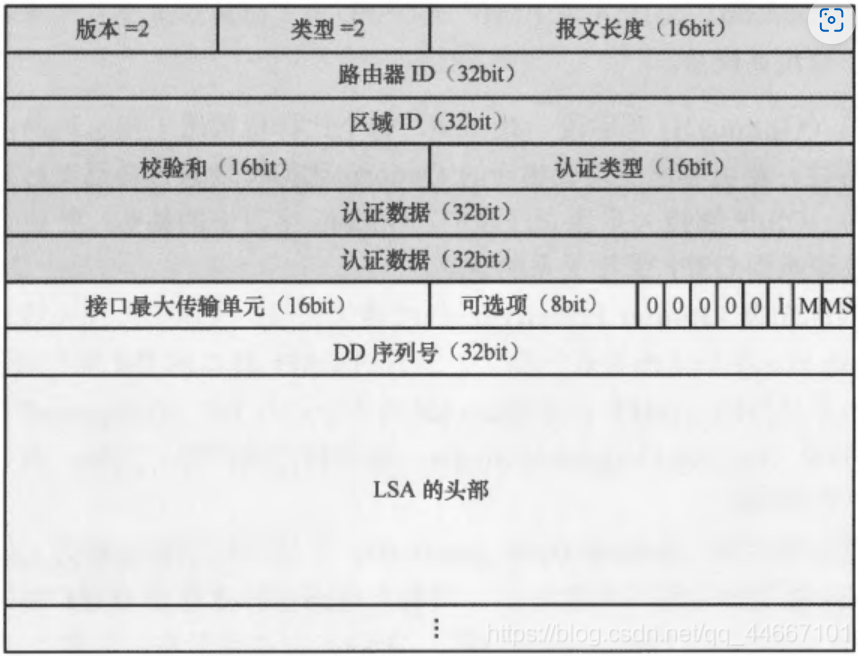 版本 =2 类型 =2 报文长度（16bit）
路由器 ID（32bit）
区域 ID（32bit）
校验和（16bit） 认证类型（16bit）
认证数据（32bit）
认证数据（32bit）
接口最大传输单元（16bit） 可选项（8bit） 0 0 0 0 0 I M MS
DD 序列号（32bit）
LSA 的头部
⋮
https://blog.csdn.net/qq_44667101